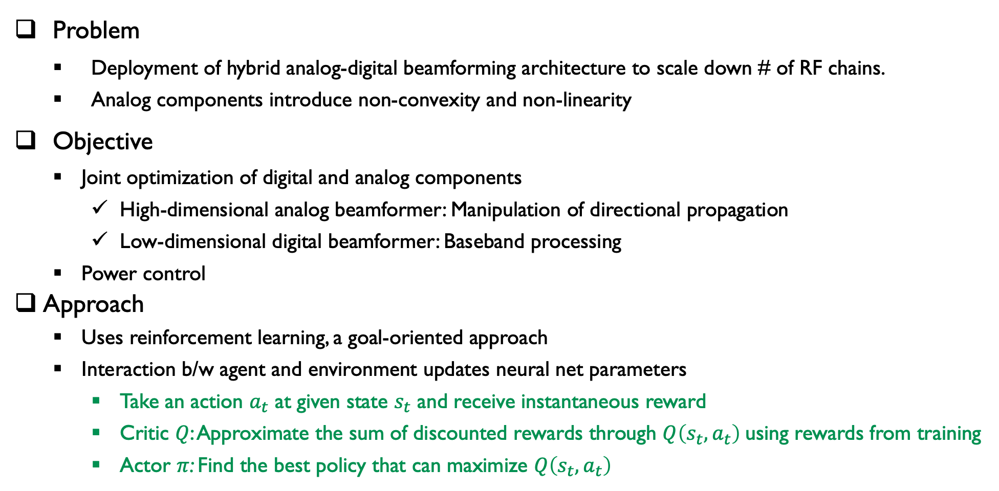 ❑ Problem
▪ Deployment of hybrid analog-digital beamforming architecture to scale down # of RF chains.
▪ Analog components introduce non-convexity and non-linearity
❑ Objective
▪ Joint optimization of digital and analog components
✓ High-dimensional analog beamformer: Manipulation of directional propagation
✓ Low-dimensional digital beamformer: Baseband processing
▪ Power control
❑ Approach
▪ Uses reinforcement learning, a goal-oriented approach
▪ Interaction b/w agent and environment updates neural net parameters
▪ Take an action $a_t$ at given state $s_t$ and receive instantaneous reward
▪ Critic $Q$: Approximate the sum of discounted rewards through $Q(s_t, a_t)$ using rewards from training
▪ Actor $\pi$: Find the best policy that can maximize $Q(s_t, a_t)$